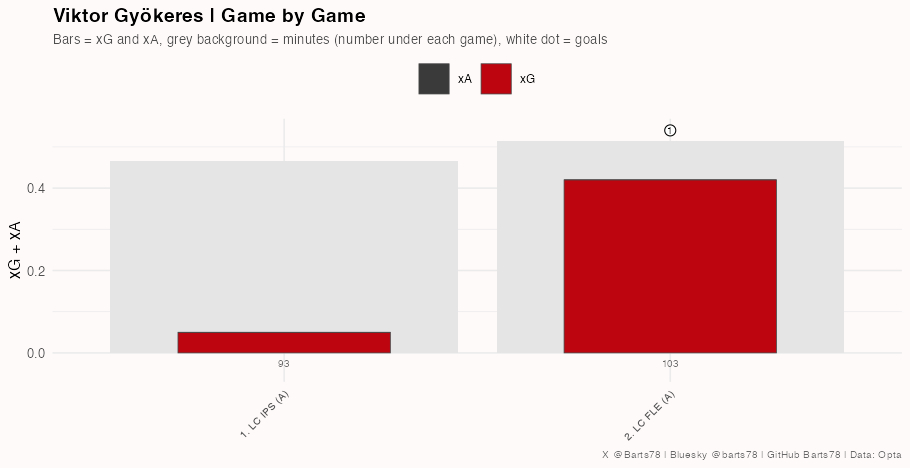 Viktor Gyökeres | Game by Game
Bars = xG and xA, grey background = minutes (number under each game), white dot = goals
xA xG
1
xG + xA
0.4
0.2
0.0
93 103
1. LC IPS (A) 2. LC FLE (A)
X @Barts78 | Bluesky @barts78 | GitHub Barts78 | Data: Opta